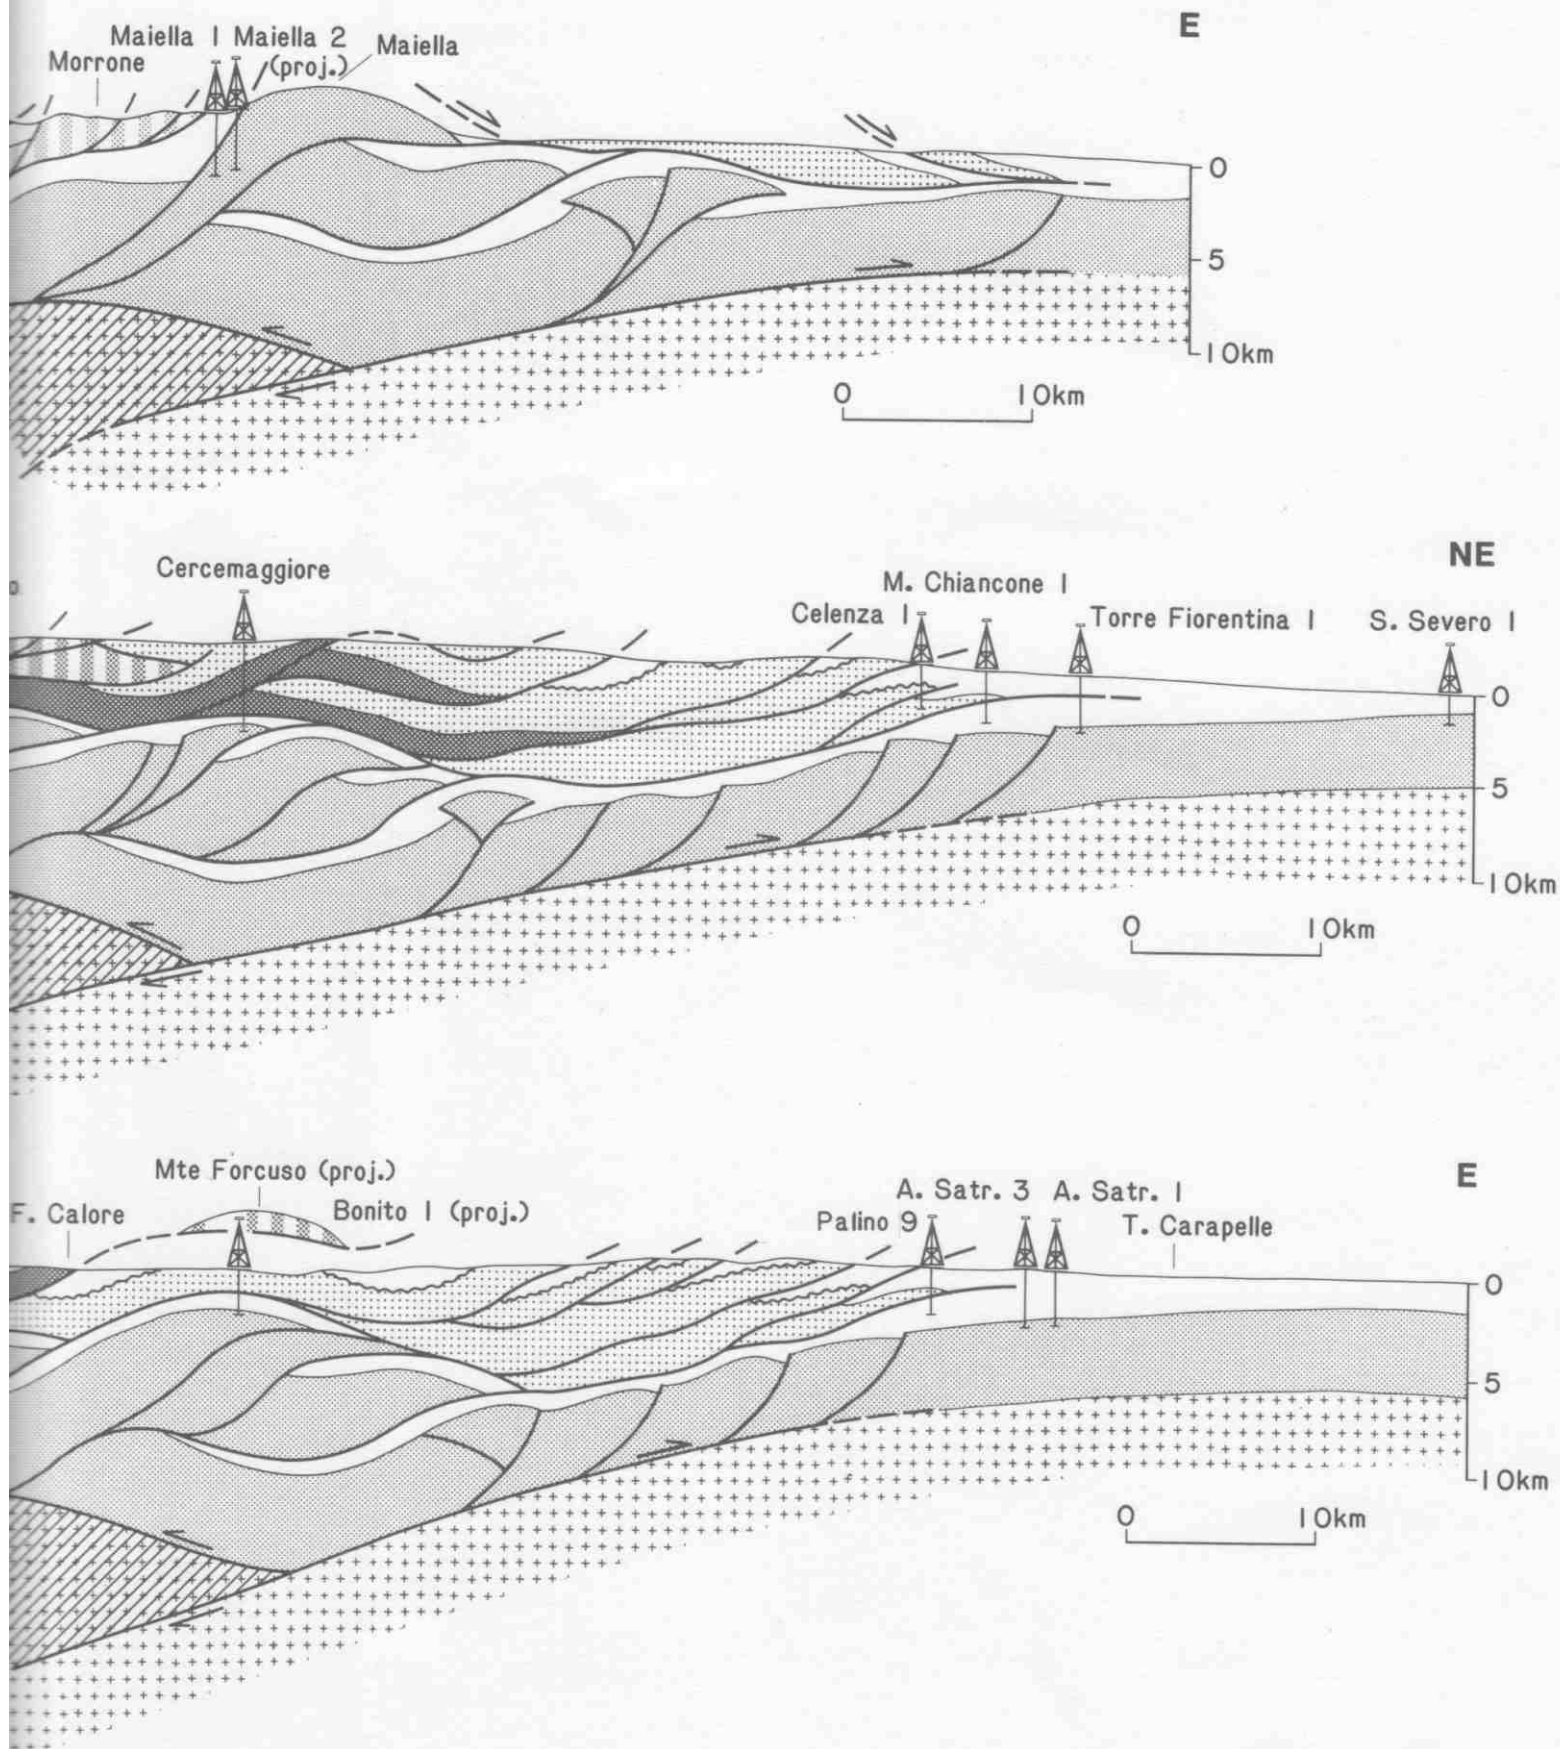 E
Maiella 1 Maiella 2
Morrone
(proj.)
Maiella
0
5
10km
0 10km
NE
Cercemaggiore
M. Chiancone 1
Celenza 1
Torre Fiorentina 1
S. Severo 1
0
5
10km
0 10km
E
Mte Forcuso (proj.)
F. Calore
Bonito 1 (proj.)
A. Satr. 3 A. Satr. 1
Palino 9
T. Carapelle
0
5
10km
0 10km